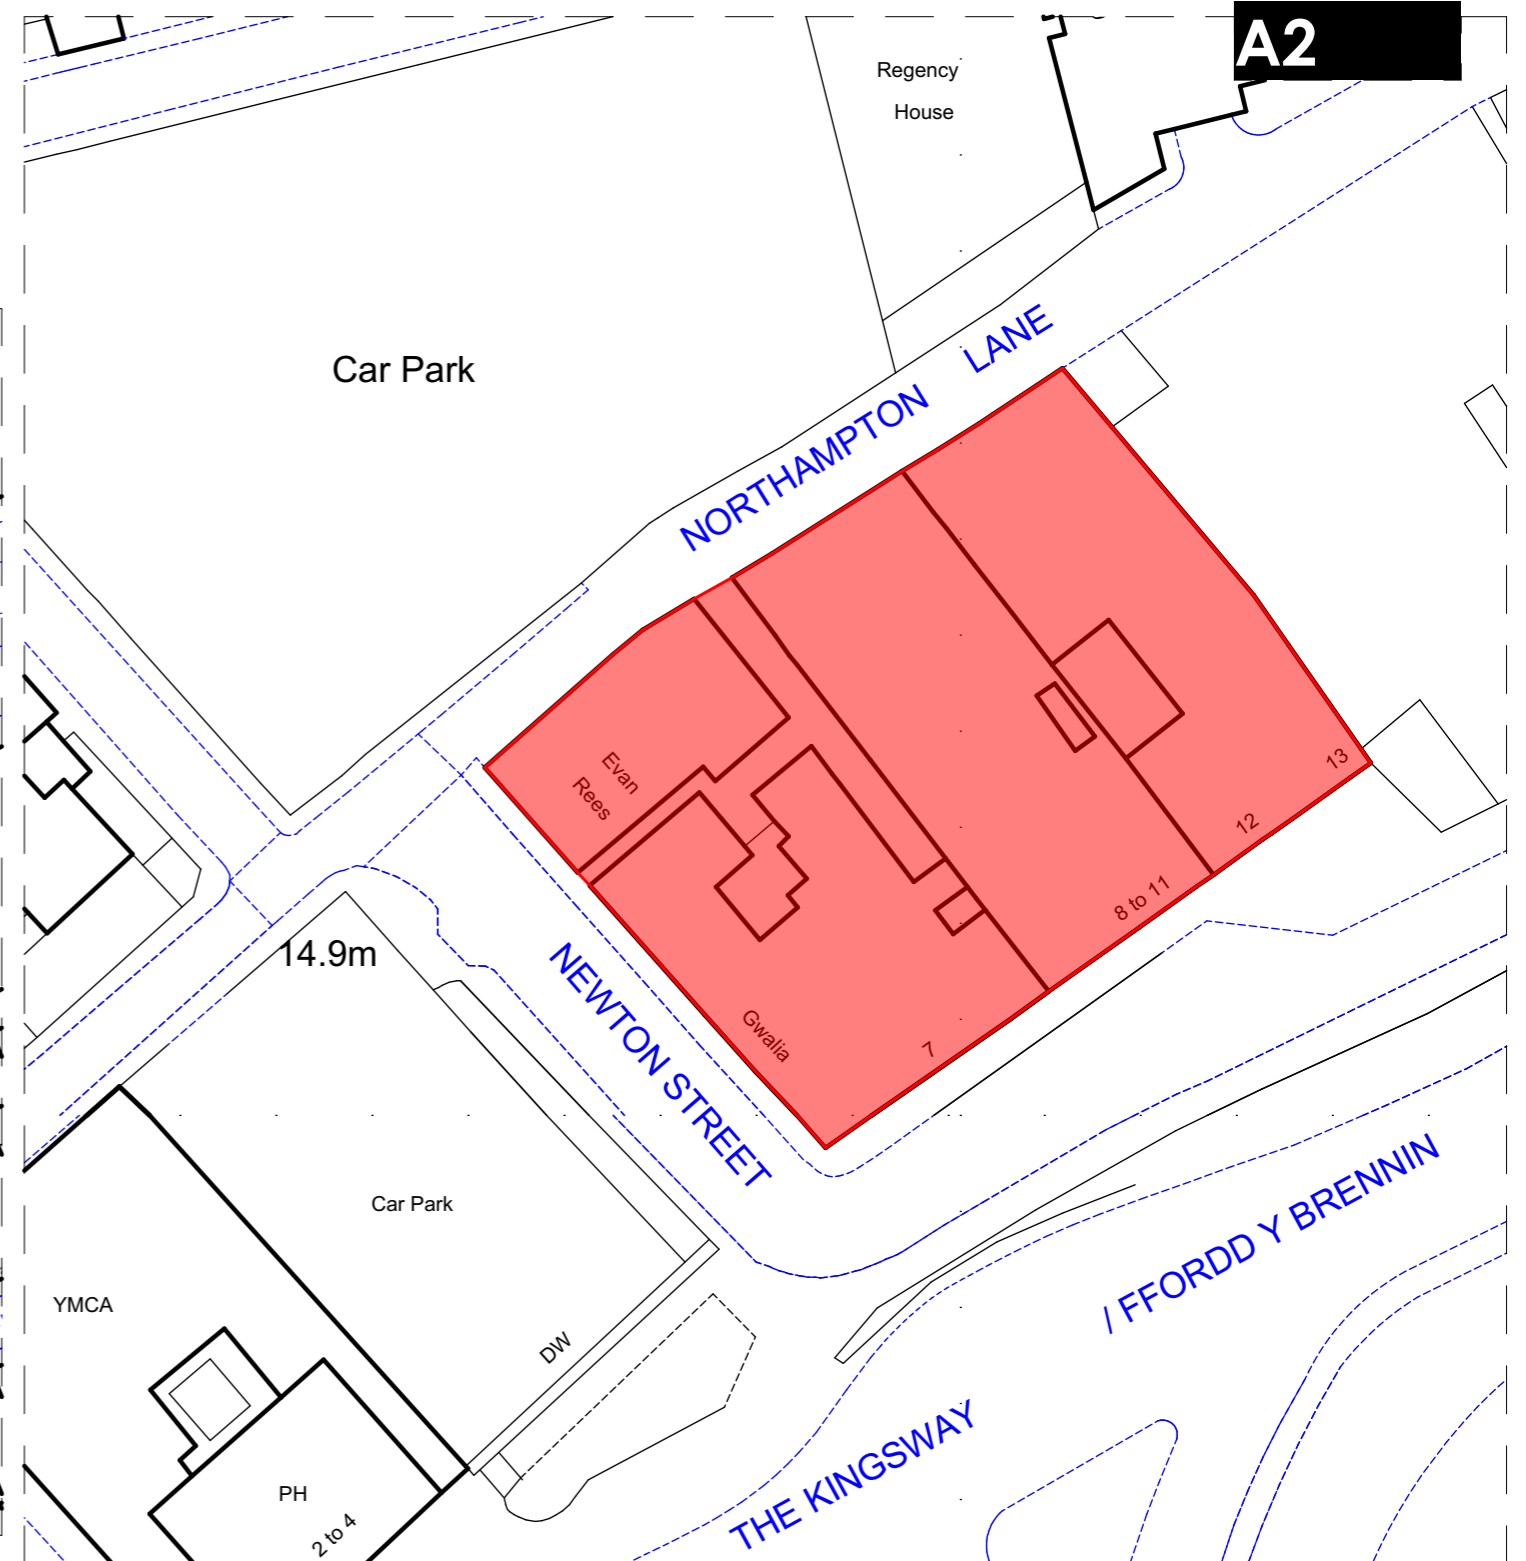 A2
Regency
House
Car Park
NORTHAMPTON LANE
Evan
Rees
13
12
8 to 11
14.9m
NEWTON STREET
Gwalia
7
Car Park
/ FFORDD Y BRENNIN
YMCA
DW
THE KINGSWAY
PH
2 to 4